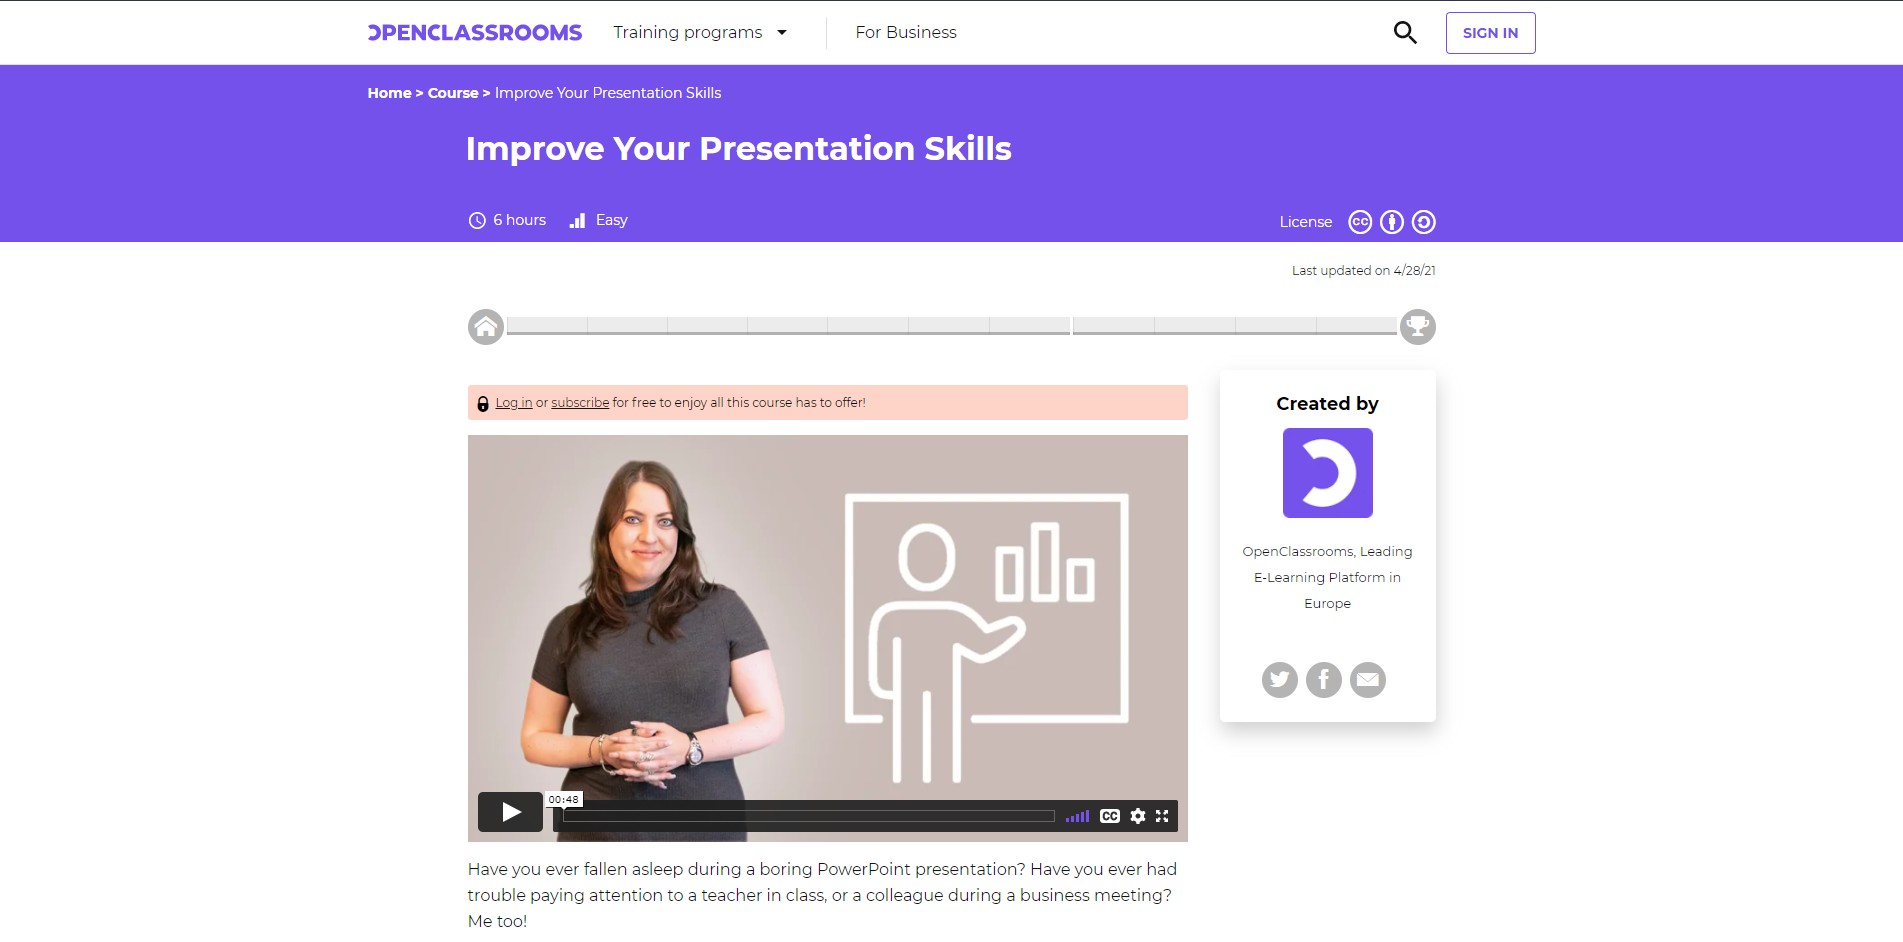 OPENCLASSROOMS Training programs For Business SIGN IN
Home > Course > Improve Your Presentation Skills
Improve Your Presentation Skills
6 hours Easy License
Last updated on 4/28/21
Log in or subscribe for free to enjoy all this course has to offer!
00:48
CC
Have you ever fallen asleep during a boring PowerPoint presentation? Have you ever had
trouble paying attention to a teacher in class, or a colleague during a business meeting?
Me too!
Created by
OpenClassrooms, Leading
E-Learning Platform in
Europe